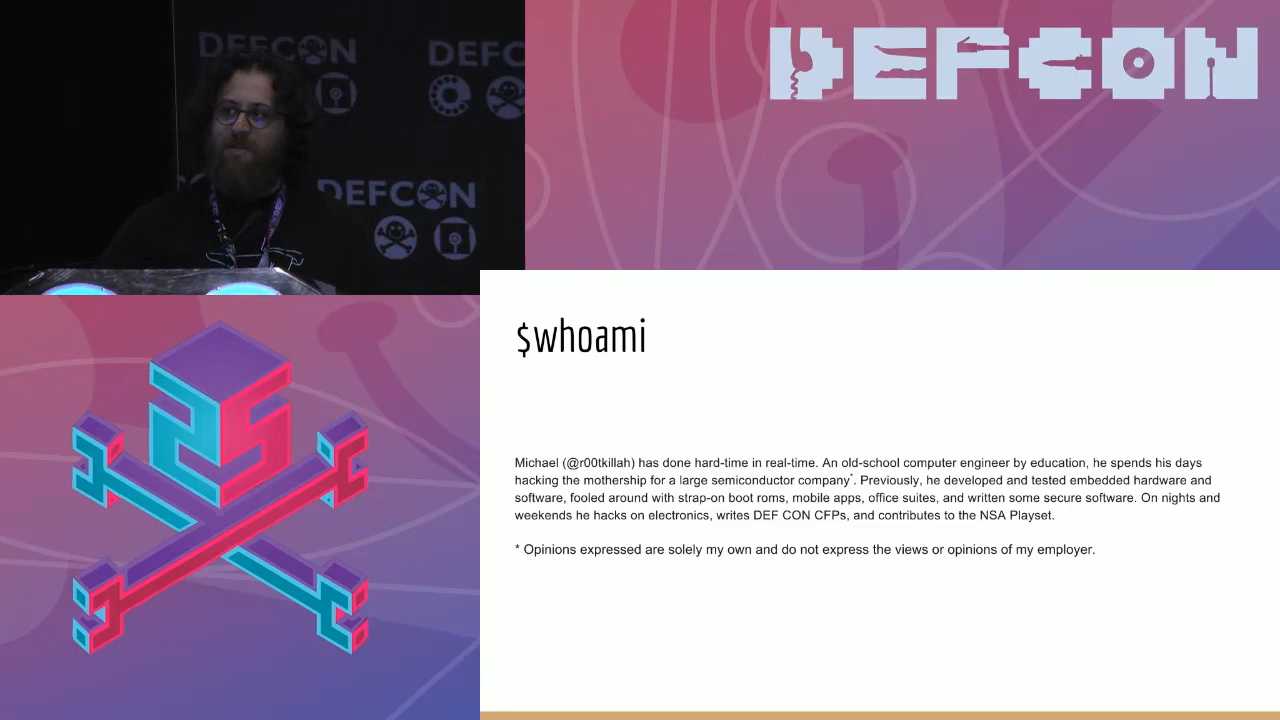 DEFCON
DEFC
DEFCON
DEFCON
25
$whoami
Michael (@r00tkillah) has done hard-time in real-time. An old-school computer engineer by education, he spends his days
hacking the mothership for a large semiconductor company*. Previously, he developed and tested embedded hardware and
software, fooled around with strap-on boot roms, mobile apps, office suites, and written some secure software. On nights and
weekends he hacks on electronics, writes DEF CON CFPs, and contributes to the NSA Playset.
* Opinions expressed are solely my own and do not express the views or opinions of my employer.